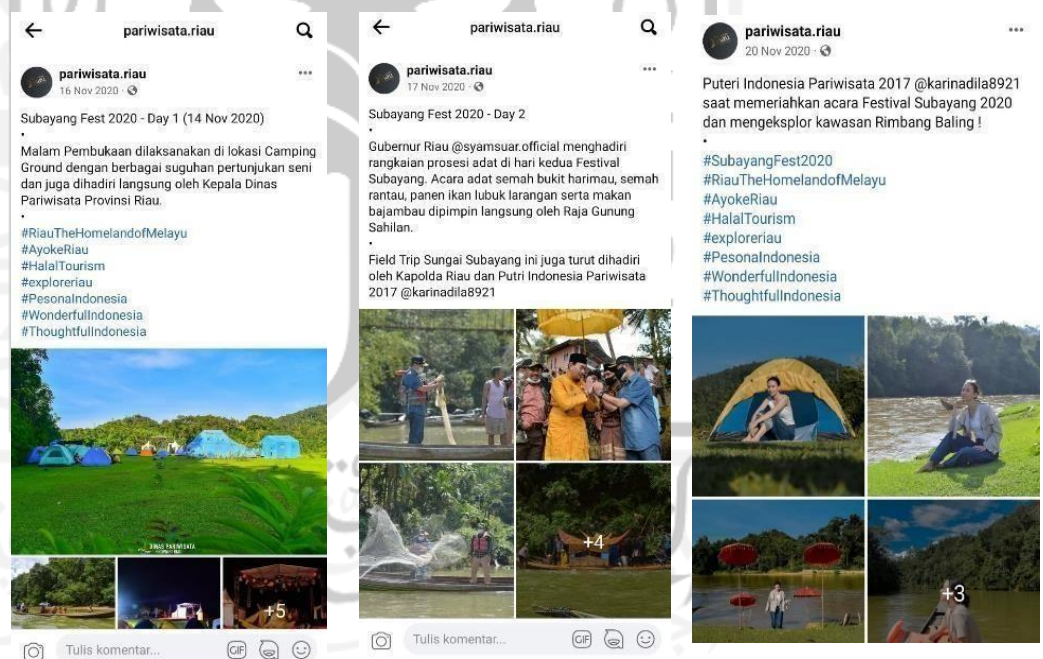 pariwisata.riau
pariwisata.riau
16 Nov 2020
Subayang Fest 2020 - Day 1 (14 Nov 2020)
•
Malam Pembukaan dilaksanakan di lokasi Camping
Ground dengan berbagai suguhan pertunjukan seni
dan juga dihadiri langsung oleh Kepala Dinas
Pariwisata Provinsi Riau.
•
#RiauTheHomelandofMelayu
#AyokeRiau
#HalalTourism
#exploreriau
#PesonaIndonesia
#WonderfulIndonesia
#ThoughtfulIndonesia
DINAS PARIWISATA
+5
Tulis komentar...
GIF
pariwisata.riau
pariwisata.riau
17 Nov 2020
Subayang Fest 2020 - Day 2
•
Gubernur Riau @syamsuar.official menghadiri
rangkaian prosesi adat di hari kedua Festival
Subayang. Acara adat semah bukit harimau, semah
rantau, panen ikan lubuk larangan serta makan
bajambau dipimpin langsung oleh Raja Gunung
Sahilan.
•
Field Trip Sungai Subayang ini juga turut dihadiri
oleh Kapolda Riau dan Putri Indonesia Pariwisata
2017 @karinadila8921
+4
Tulis komentar...
GIF
pariwisata.riau
20 Nov 2020
Puteri Indonesia Pariwisata 2017 @karinadila8921
saat memeriahkan acara Festival Subayang 2020
dan mengeksplor kawasan Rimbang Baling !
•
#SubayangFest2020
#RiauTheHomelandofMelayu
#AyokeRiau
#HalalTourism
#exploreriau
#PesonaIndonesia
#WonderfulIndonesia
#ThoughtfulIndonesia
+3